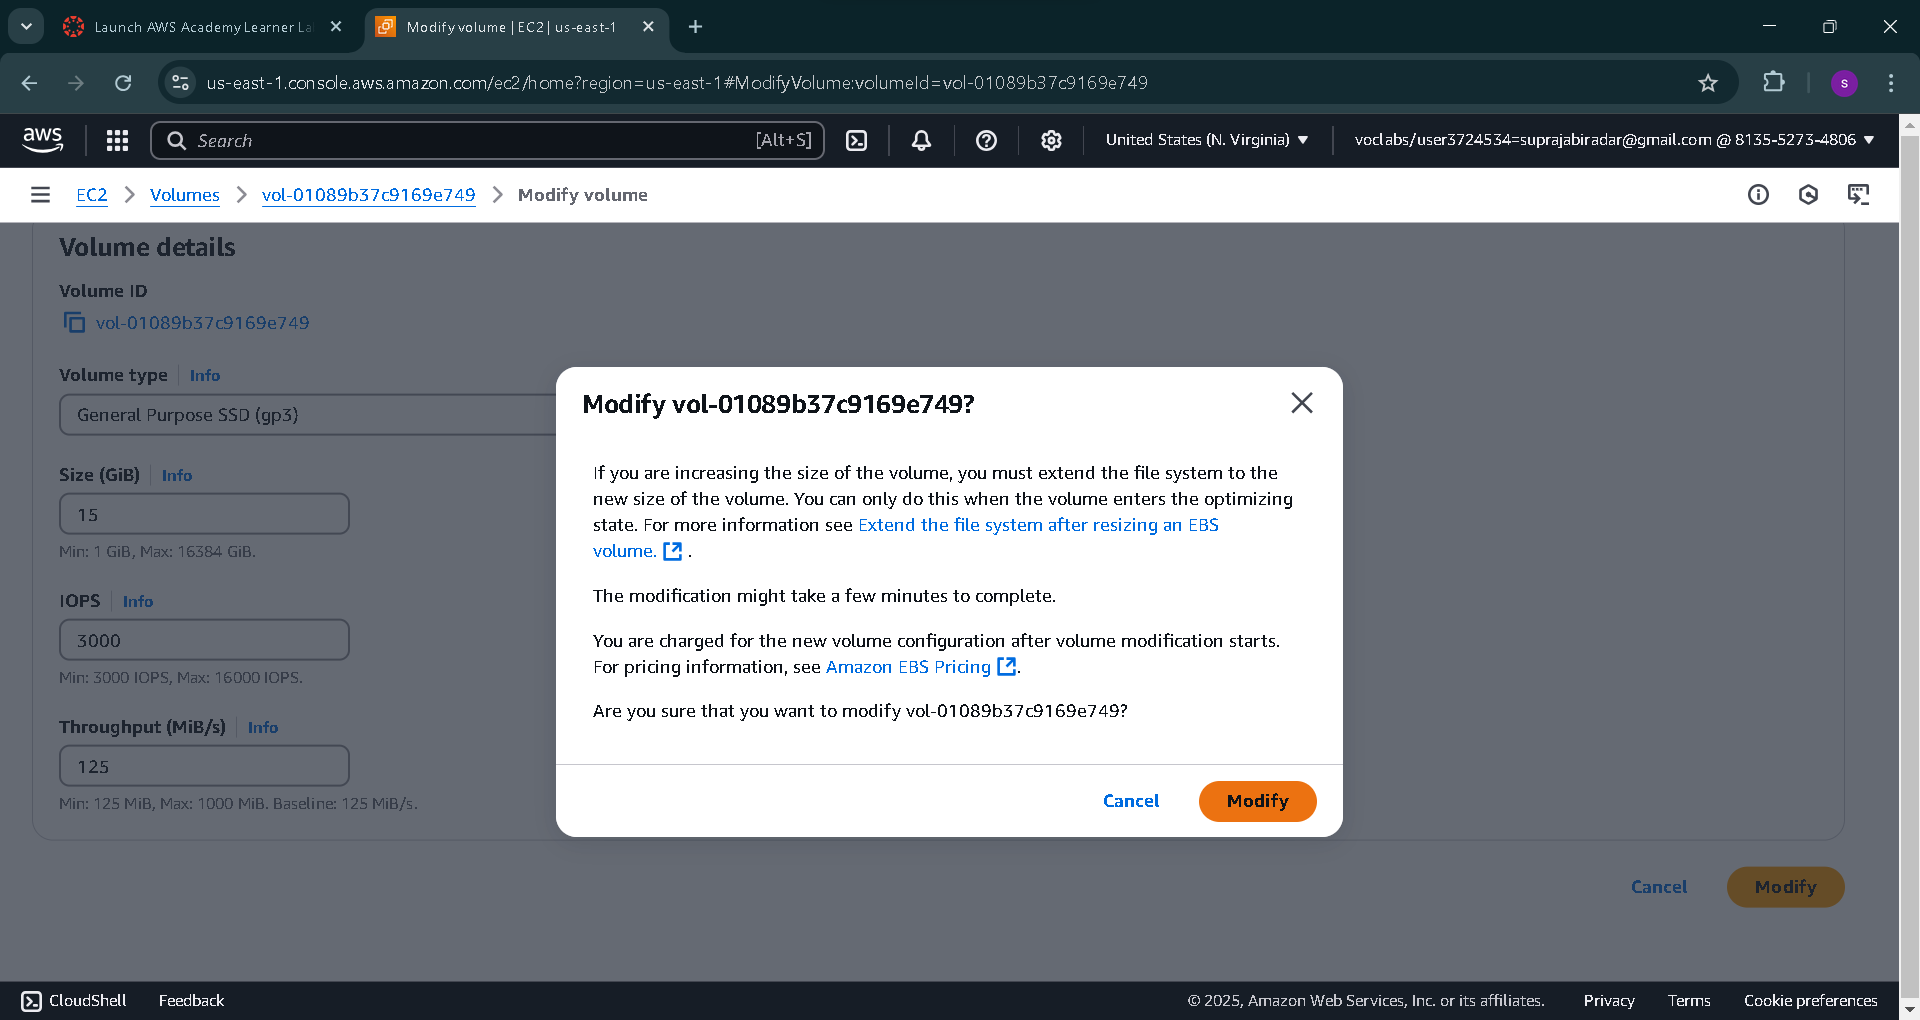 Launch AWS Academy Learner La
Modify volume | EC2 | us-east-1
us-east-1.console.aws.amazon.com/ec2/home?region=us-east-1#ModifyVolume:volumeId=vol-01089b37c9169e749
s
aws
Search
[Alt+S]
United States (N. Virginia)
voclabs/user3724534=suprajabiradar@gmail.com @ 8135-5273-4806
EC2 > Volumes > vol-01089b37c9169e749 > Modify volume
Volume details
Volume ID
vol-01089b37c9169e749
Volume type Info
General Purpose SSD (gp3)
Size (GiB) Info
15
Min: 1 GiB, Max: 16384 GiB.
IOPS Info
3000
Min: 3000 IOPS, Max: 16000 IOPS.
Throughput (MiB/s) Info
125
Min: 125 MiB, Max: 1000 MiB. Baseline: 125 MiB/s.
Modify vol-01089b37c9169e749?
If you are increasing the size of the volume, you must extend the file system to the
new size of the volume. You can only do this when the volume enters the optimizing
state. For more information see Extend the file system after resizing an EBS
volume. .
The modification might take a few minutes to complete.
You are charged for the new volume configuration after volume modification starts.
For pricing information, see Amazon EBS Pricing .
Are you sure that you want to modify vol-01089b37c9169e749?
Cancel
Modify
Cancel
Modify
CloudShell
Feedback
© 2025, Amazon Web Services, Inc. or its affiliates.
Privacy
Terms
Cookie preferences